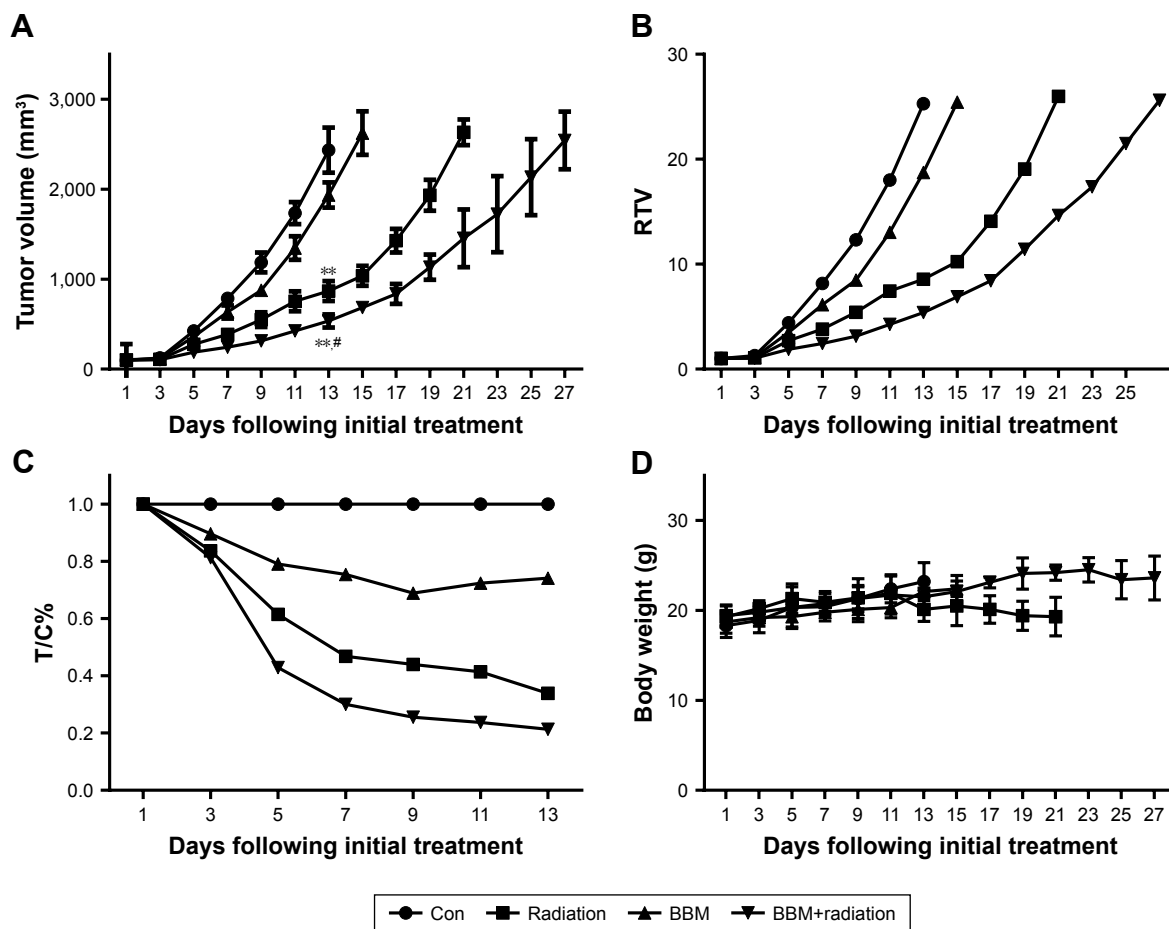 A
Tumor volume (mm³)
3,000
2,000
1,000
0
**
**,#
1 3 5 7 9 11 13 15 17 19 21 23 25 27
Days following initial treatment
B
RTV
30
20
10
0
1 3 5 7 9 11 13 15 17 19 21 23 25
Days following initial treatment
C
T/C%
1.0
0.8
0.6
0.4
0.2
0.0
1 3 5 7 9 11 13
Days following initial treatment
D
Body weight (g)
30
20
10
0
1 3 5 7 9 11 13 15 17 19 21 23 25 27
Days following initial treatment
Con Radiation BBM BBM+radiation